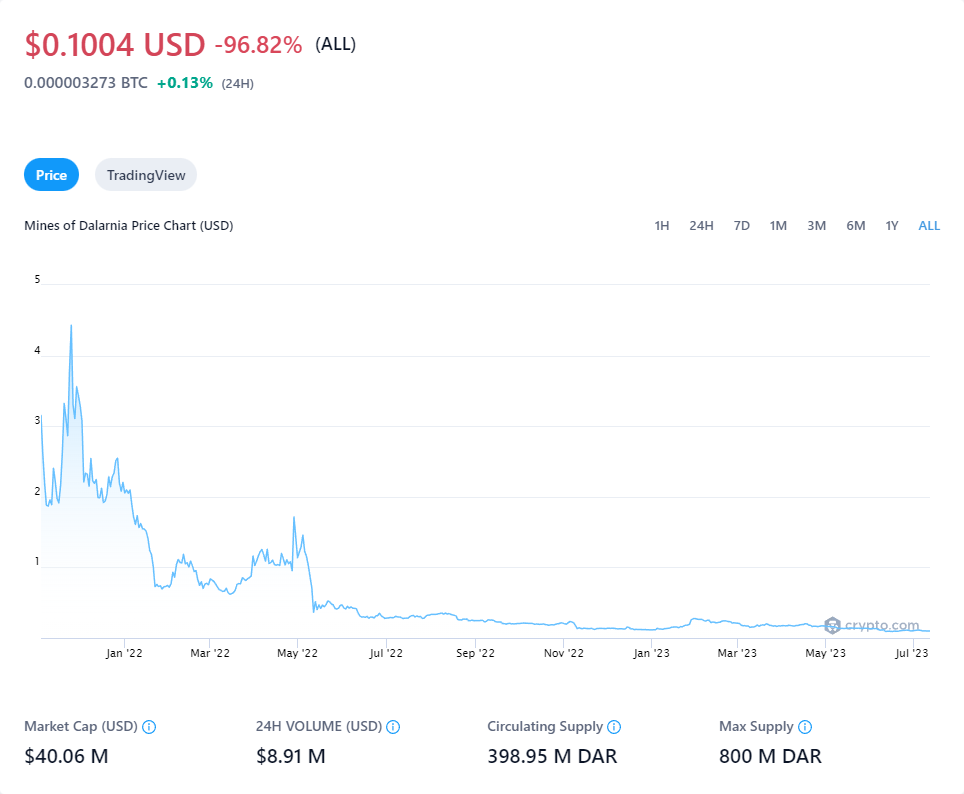 $0.1004 USD -96.82% (ALL)
0.000003273 BTC +0.13% (24H)
Price TradingView
Mines of Dalarnia Price Chart (USD) 1H 24H 7D 1M 3M 6M 1Y ALL
5
4
3
2
1
crypto.com
Jan '22 Mar '22 May '22 Jul '22 Sep '22 Nov '22 Jan '23 Mar '23 May '23 Jul '23
Market Cap (USD) 24H VOLUME (USD) Circulating Supply Max Supply
$40.06 M $8.91 M 398.95 M DAR 800 M DAR